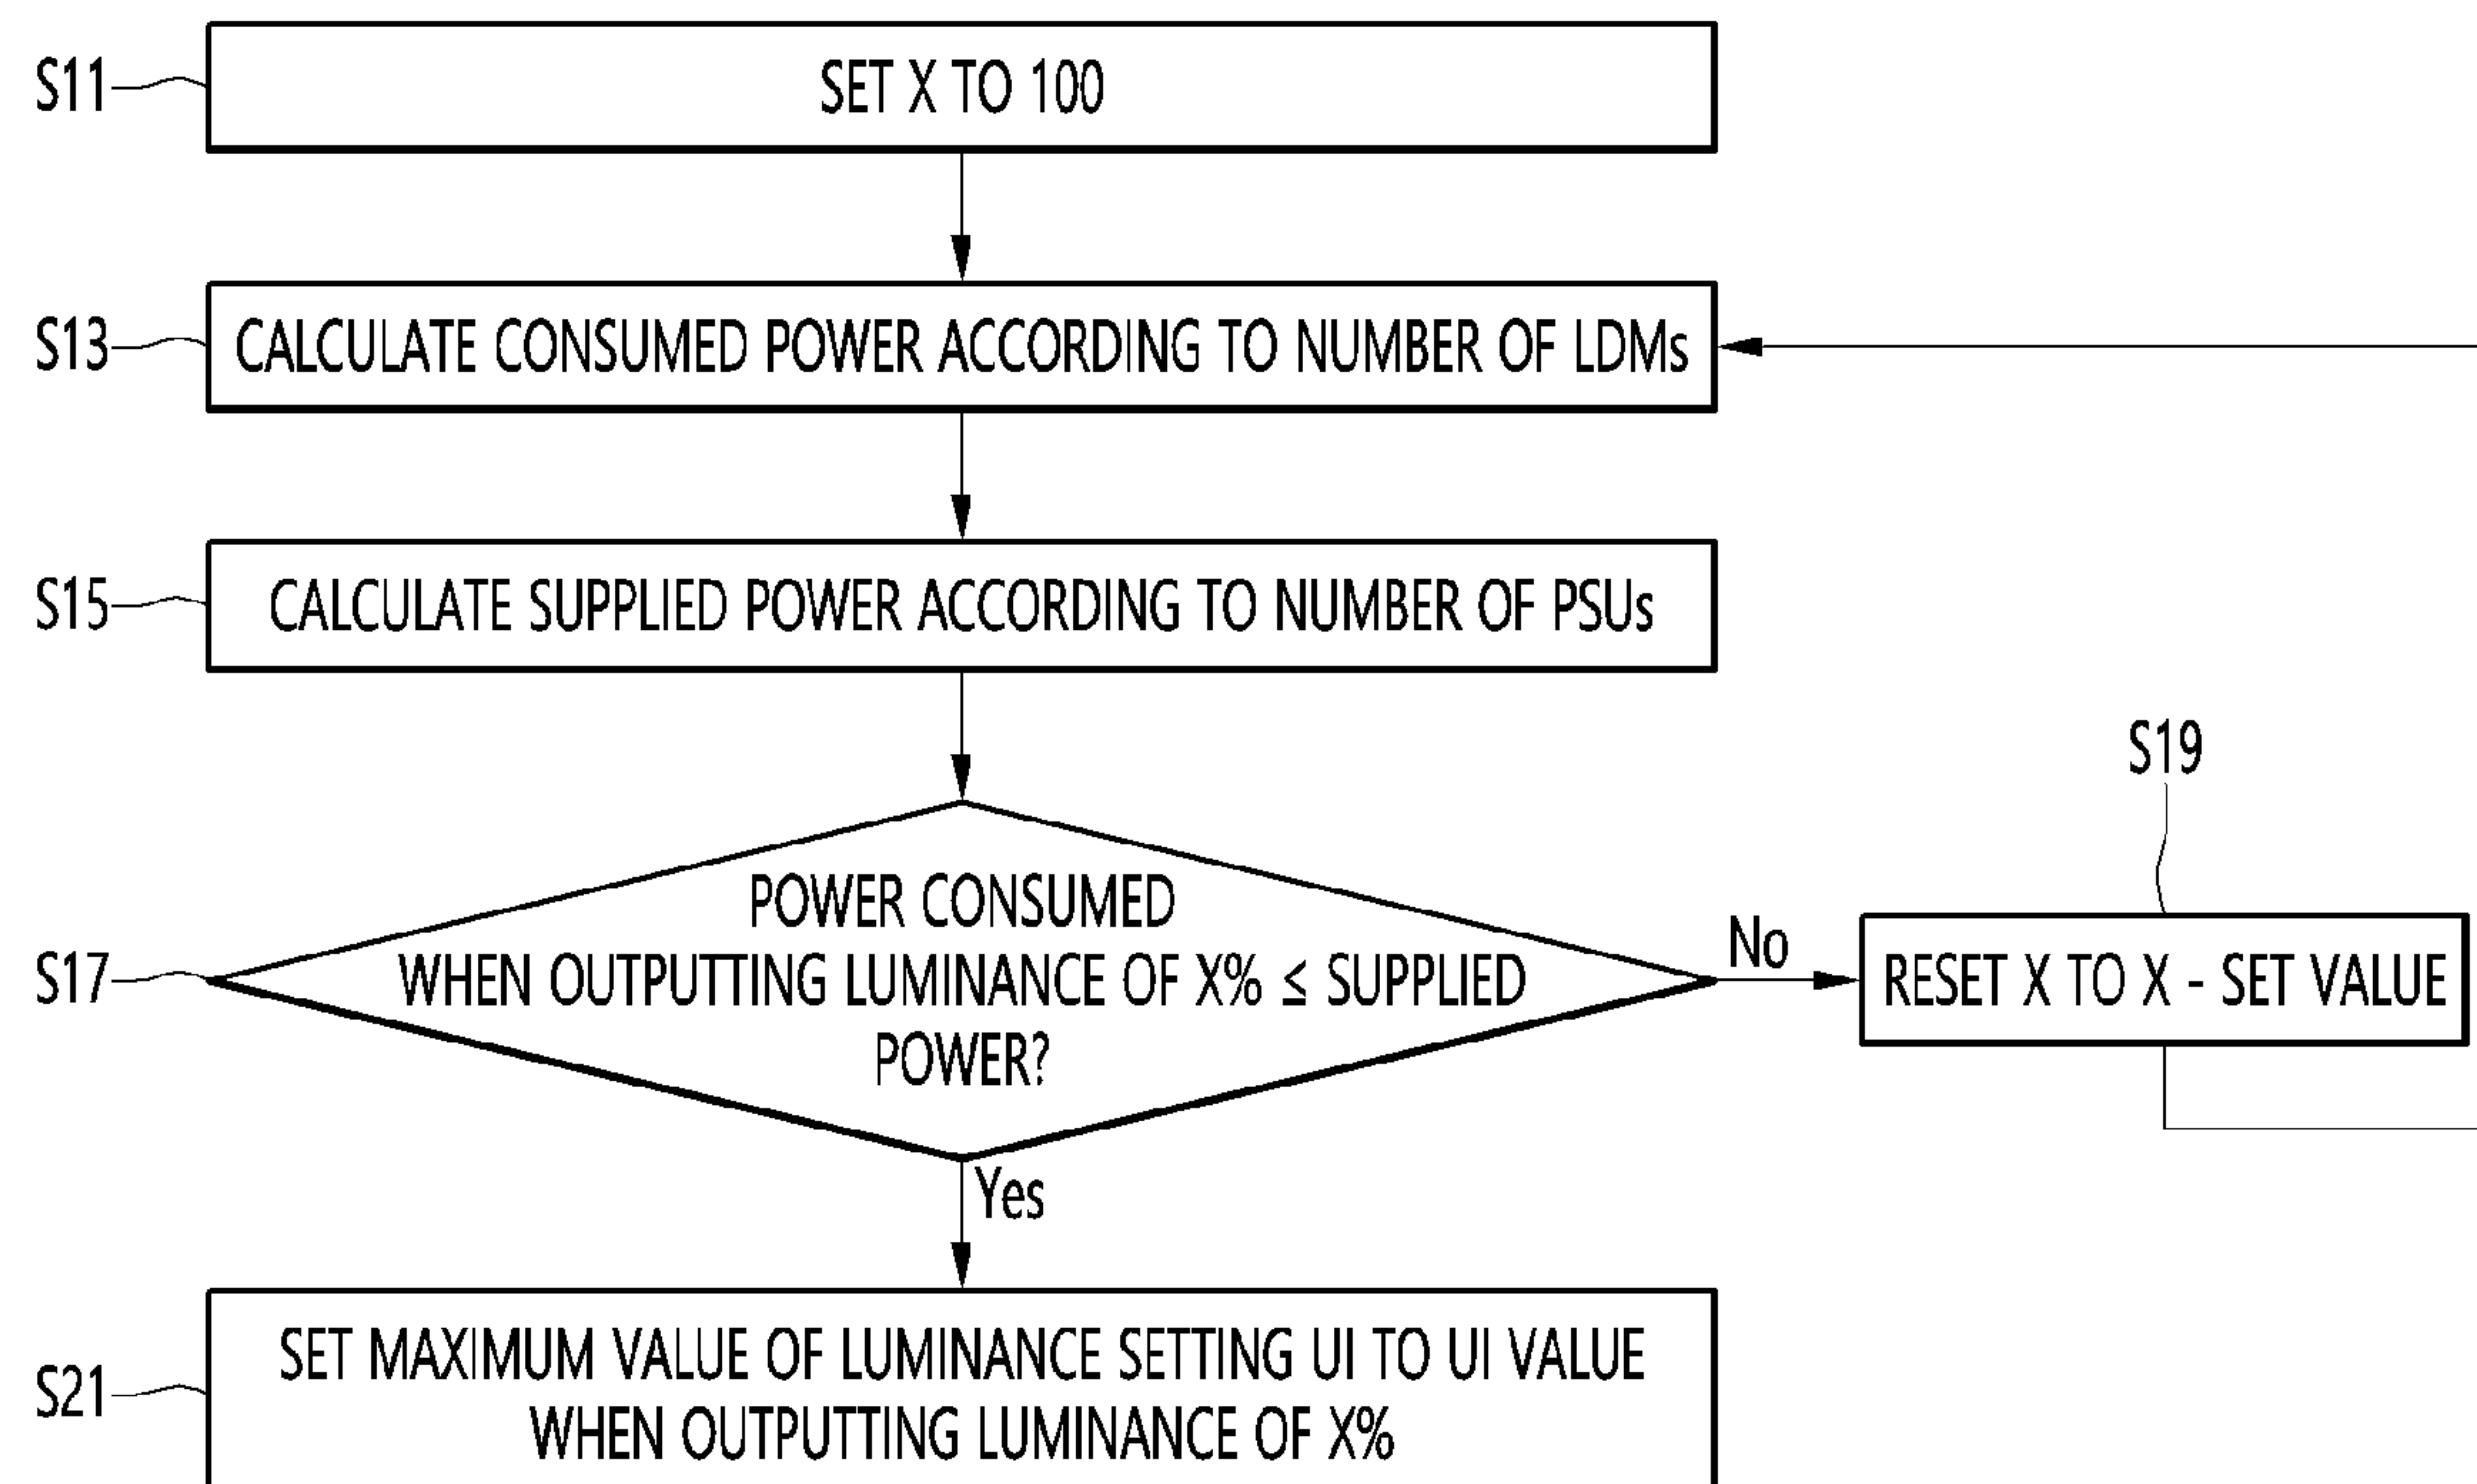 S11
SET X TO 100
S13
CALCULATE CONSUMED POWER ACCORDING TO NUMBER OF LDMs
S15
CALCULATE SUPPLIED POWER ACCORDING TO NUMBER OF PSUs
S17
POWER CONSUMED
WHEN OUTPUTTING LUMINANCE OF X% ≤ SUPPLIED
POWER?
No
S19
RESET X TO X - SET VALUE
Yes
S21
SET MAXIMUM VALUE OF LUMINANCE SETTING UI TO UI VALUE
WHEN OUTPUTTING LUMINANCE OF X%